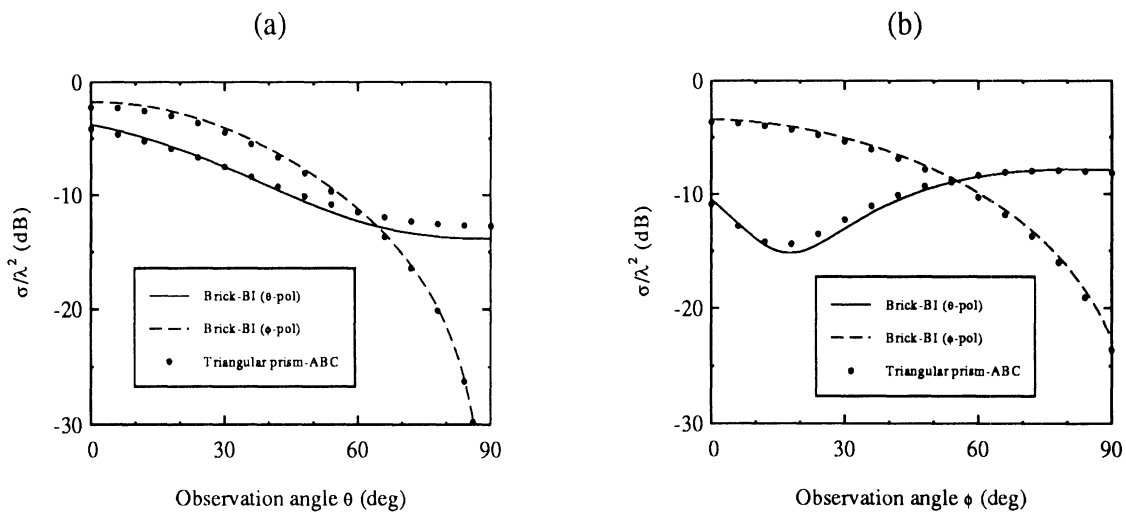 (a)
0
-10
-20
-30
σ/λ² (dB)
Brick-BI (θ-pol)
Brick-BI (ϕ-pol)
Triangular prism-ABC
0 30 60 90
Observation angle θ (deg)
(b)
0
-10
-20
-30
σ/λ² (dB)
Brick-BI (θ-pol)
Brick-BI (ϕ-pol)
Triangular prism-ABC
0 30 60 90
Observation angle ϕ (deg)